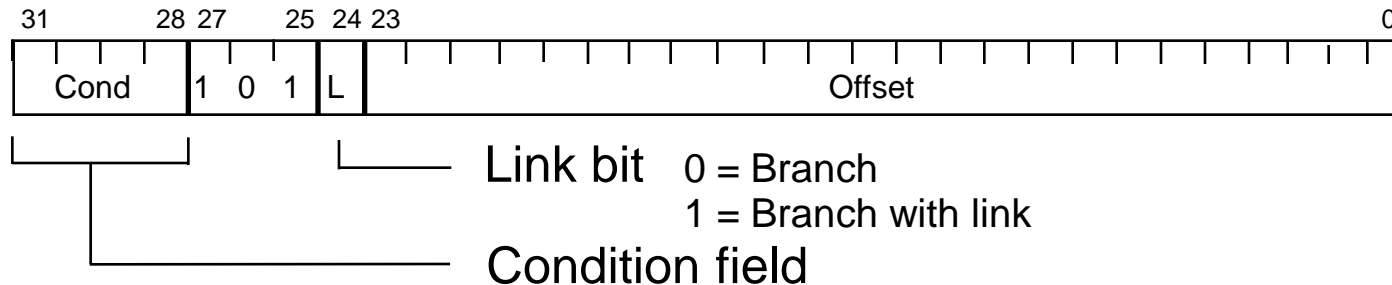 31 28 27 25 24 23 0
Cond 1 0 1 L Offset
Link bit 0 = Branch
1 = Branch with link
Condition field